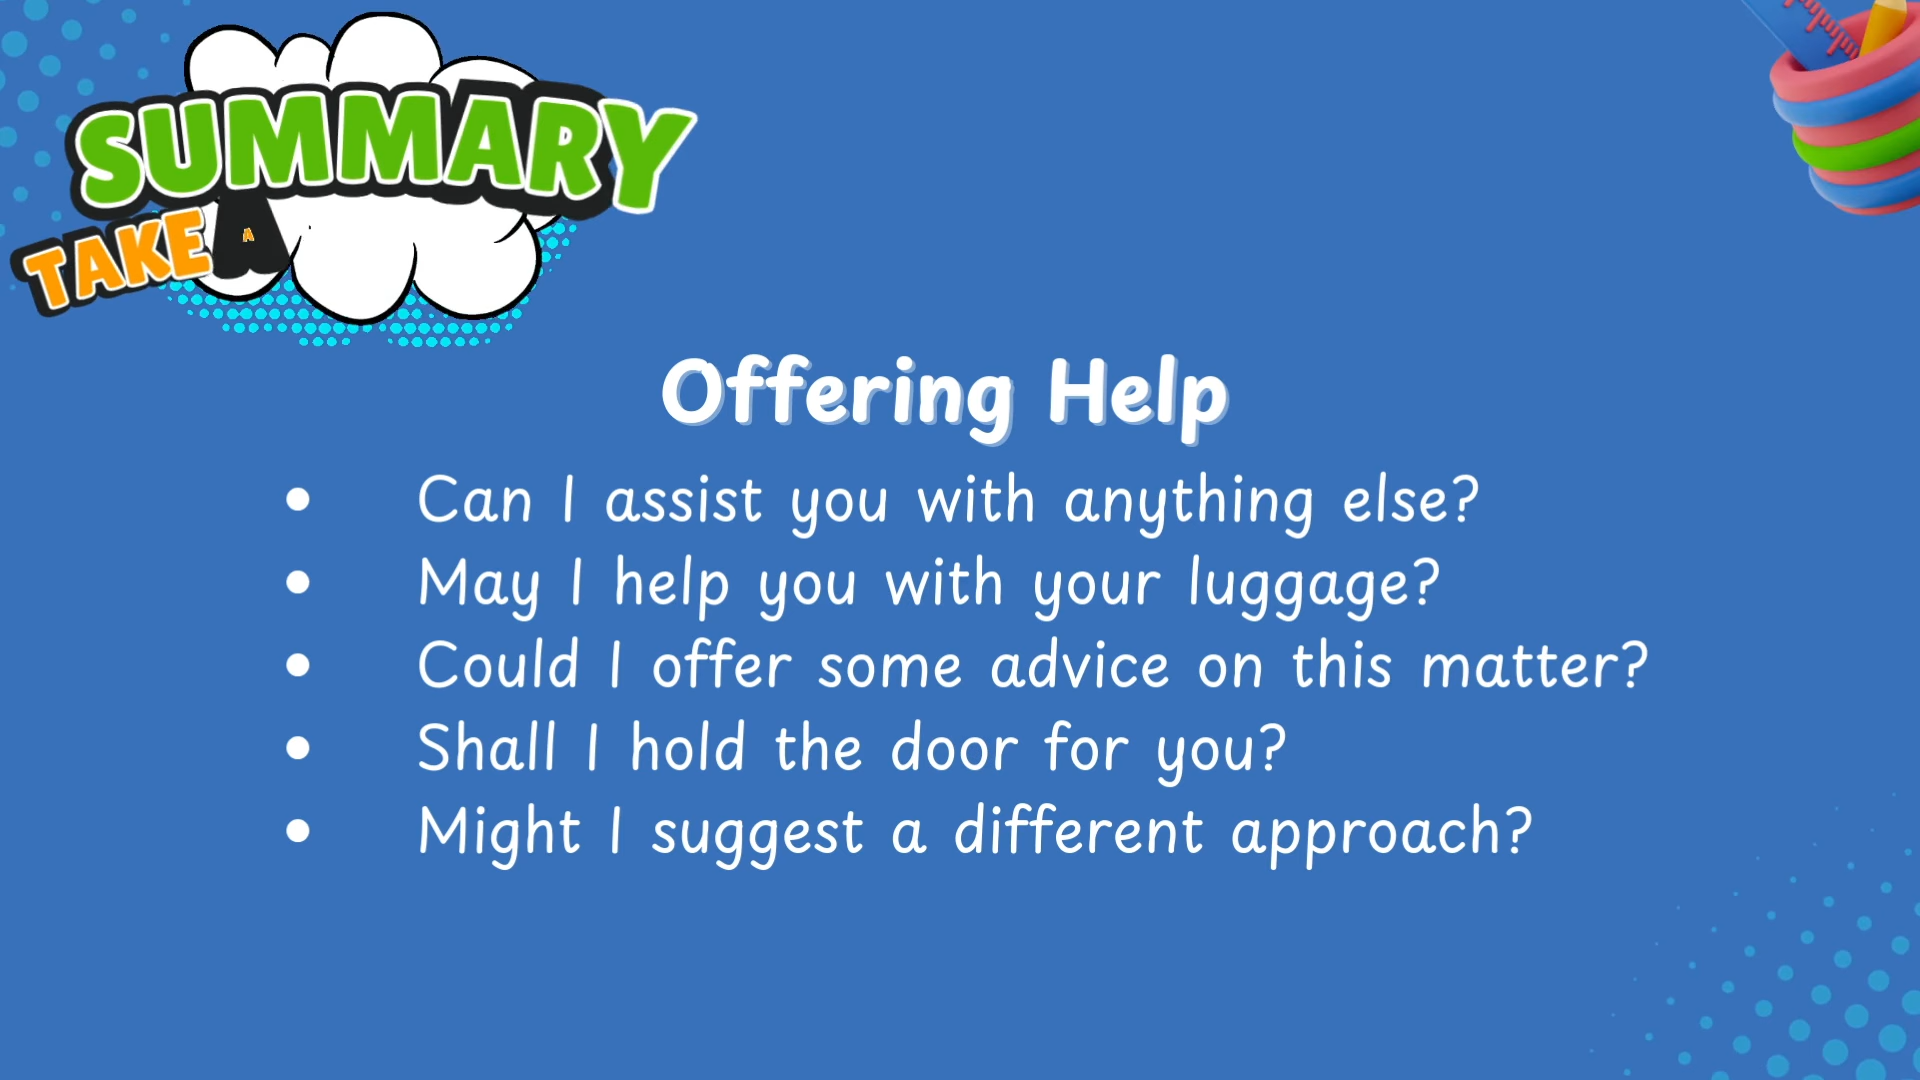 SUMMARY
TAKE A
Offering Help
• Can I assist you with anything else?
• May I help you with your luggage?
• Could I offer some advice on this matter?
• Shall I hold the door for you?
• Might I suggest a different approach?